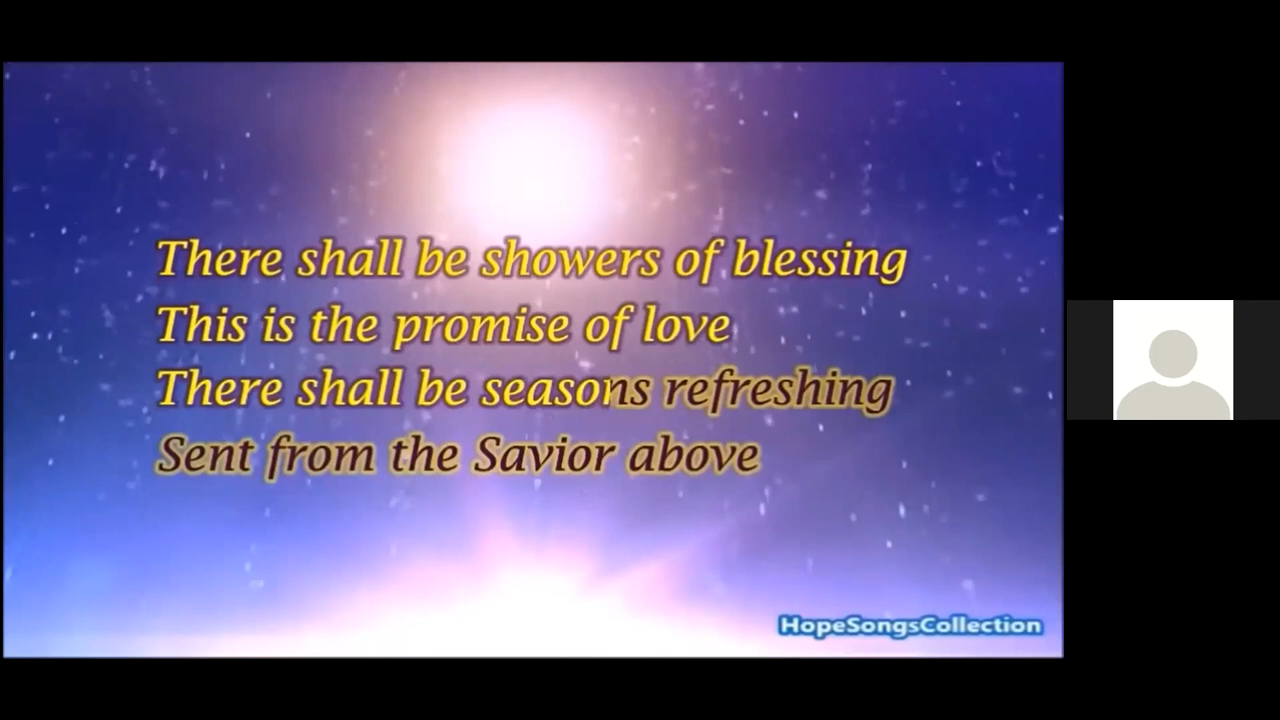 There shall be showers of blessing
This is the promise of love
There shall be seasons refreshing
Sent from the Savior above
HopeSongsCollection